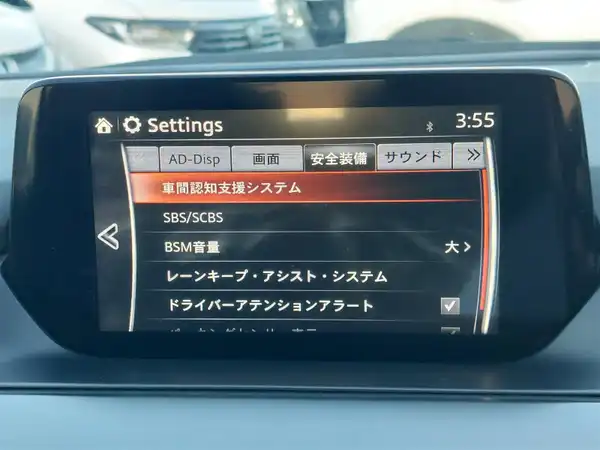 Settings 3:55
AD-Disp 画面 安全装備 サウンド
車間認知支援システム
SBS/SCBS
BSM音量 大
レーンキープ・アシスト・システム
ドライバーアテンションアラート